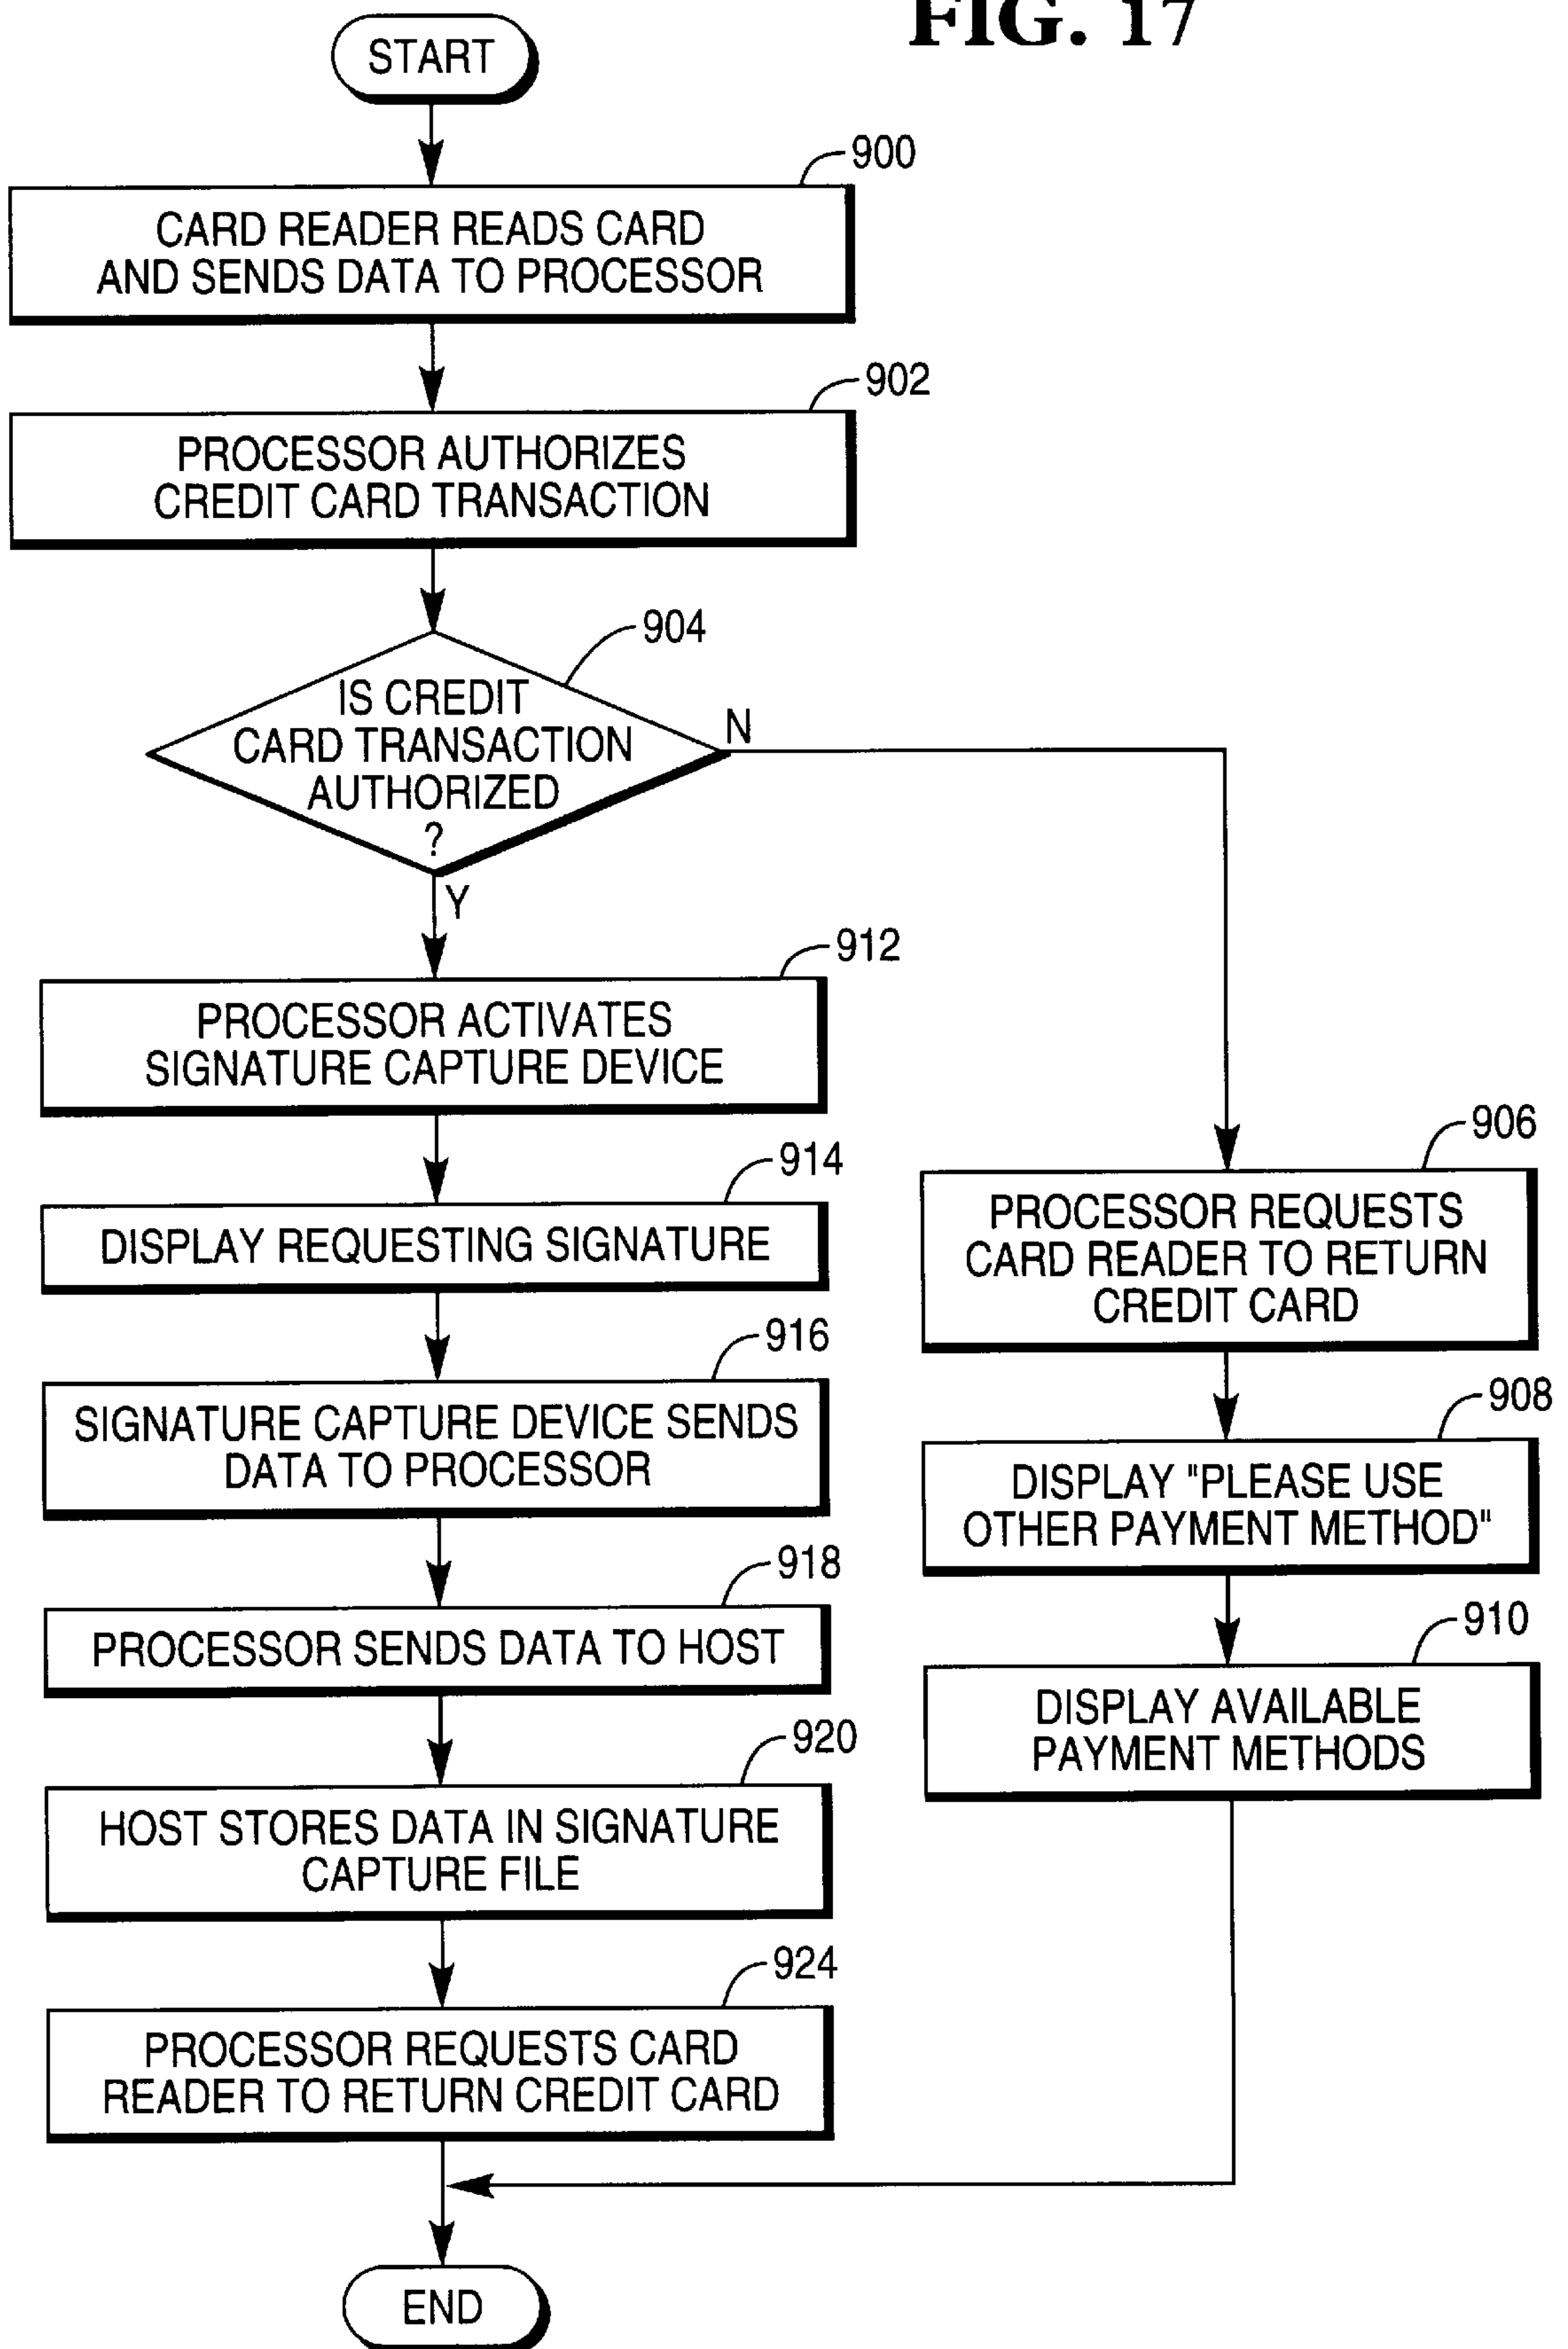 FIG. 17
START
900
CARD READER READS CARD
AND SENDS DATA TO PROCESSOR
902
PROCESSOR AUTHORIZES
CREDIT CARD TRANSACTION
904
IS CREDIT
CARD TRANSACTION
AUTHORIZED
?
N
Y
912
PROCESSOR ACTIVATES
SIGNATURE CAPTURE DEVICE
914
DISPLAY REQUESTING SIGNATURE
916
SIGNATURE CAPTURE DEVICE SENDS
DATA TO PROCESSOR
918
PROCESSOR SENDS DATA TO HOST
920
HOST STORES DATA IN SIGNATURE
CAPTURE FILE
924
PROCESSOR REQUESTS CARD
READER TO RETURN CREDIT CARD
906
PROCESSOR REQUESTS
CARD READER TO RETURN
CREDIT CARD
908
DISPLAY "PLEASE USE
OTHER PAYMENT METHOD"
910
DISPLAY AVAILABLE
PAYMENT METHODS
END